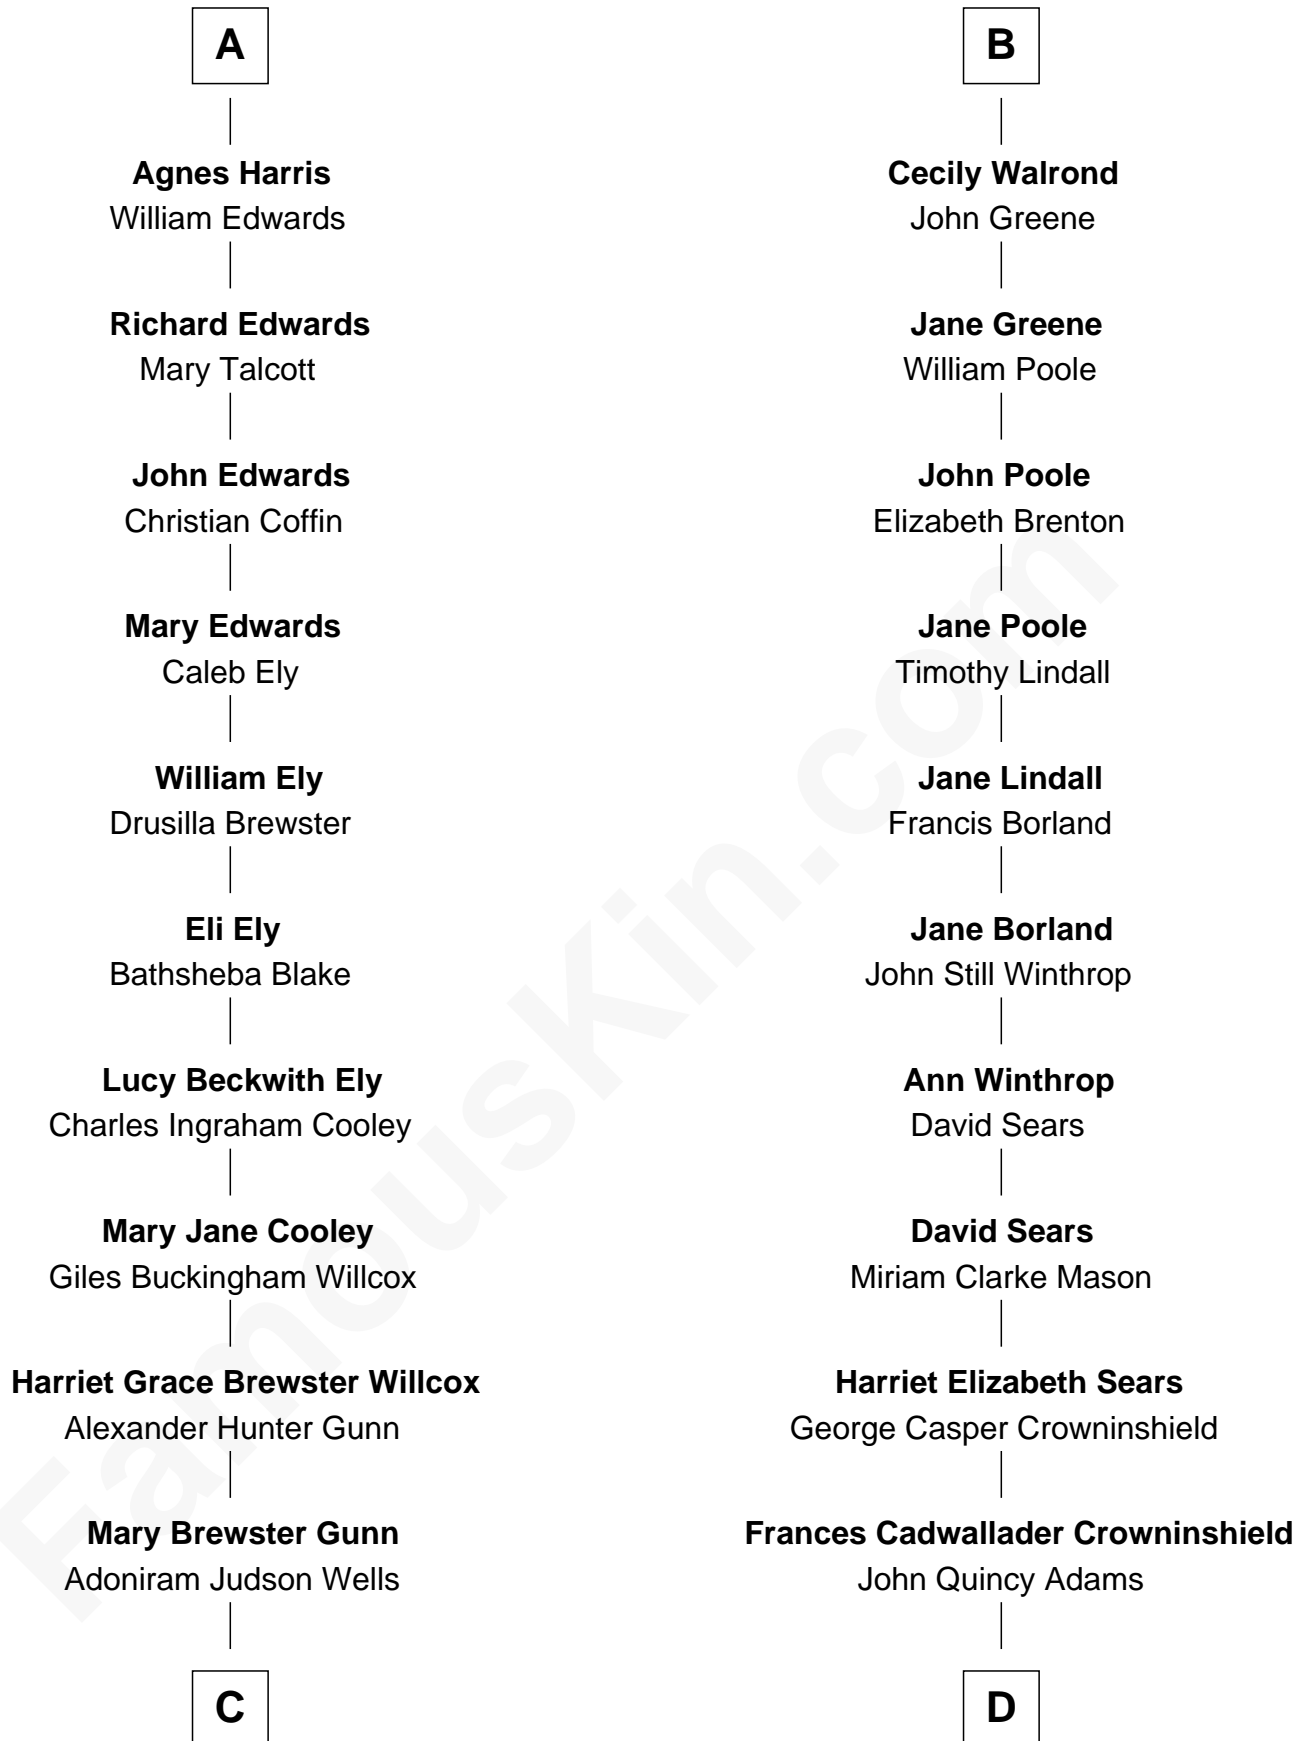 A
Agnes Harris
William Edwards
Richard Edwards
Mary Talcott
John Edwards
Christian Coffin
Mary Edwards
Caleb Ely
William Ely
Drusilla Brewster
Eli Ely
Bathsheba Blake
Lucy Beckwith Ely
Charles Ingraham Cooley
Mary Jane Cooley
Giles Buckingham Willcox
Harriet Grace Brewster Willcox
Alexander Hunter Gunn
Mary Brewster Gunn
Adoniram Judson Wells
C
B
Cecily Walrond
John Greene
Jane Greene
William Poole
John Poole
Elizabeth Brenton
Jane Poole
Timothy Lindall
Jane Lindall
Francis Borland
Jane Borland
John Still Winthrop
Ann Winthrop
David Sears
David Sears
Miriam Clarke Mason
Harriet Elizabeth Sears
George Casper Crowninshield
Frances Cadwallader Crowninshield
John Quincy Adams
D
FamousKin.com